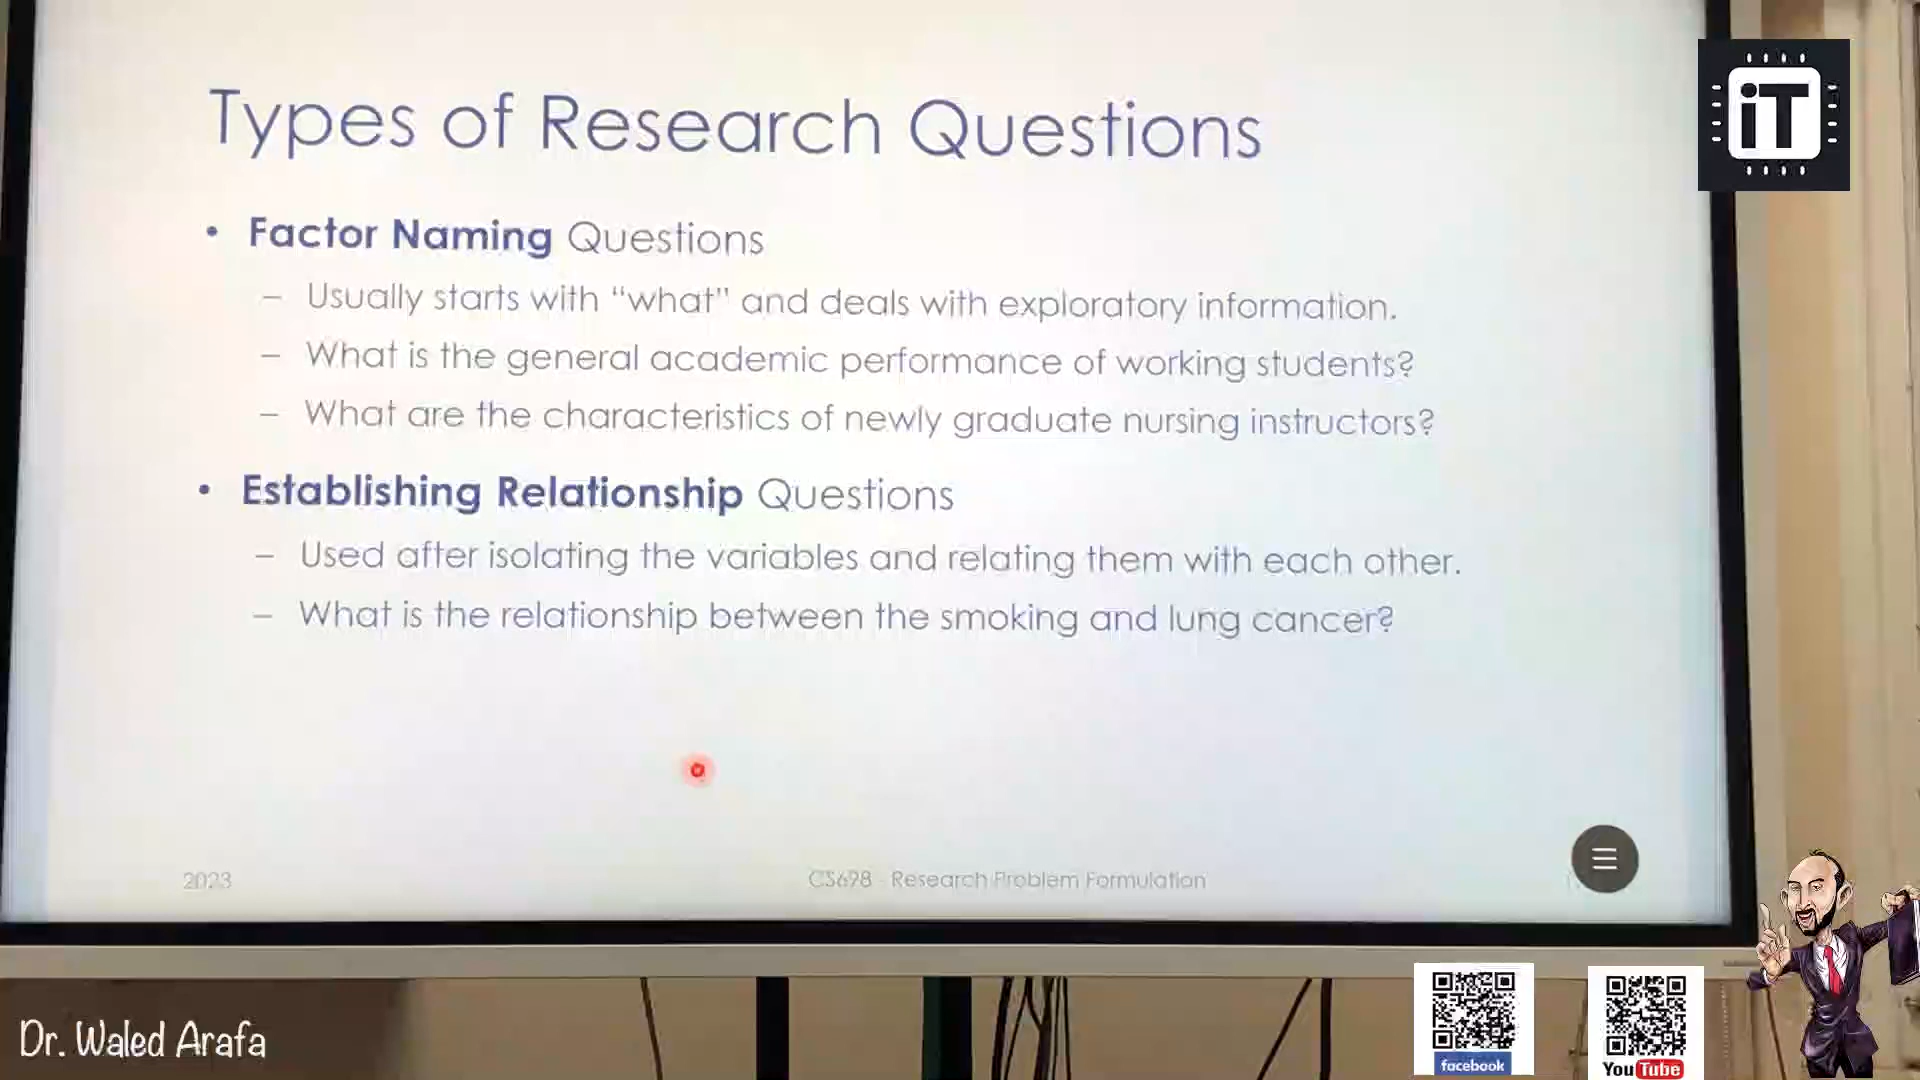 Types of Research Questions
iT
• Factor Naming Questions
– Usually starts with “what” and deals with exploratory information.
– What is the general academic performance of working students?
– What are the characteristics of newly graduate nursing instructors?
• Establishing Relationship Questions
– Used after isolating the variables and relating them with each other.
– What is the relationship between the smoking and lung cancer?
2023
CS698 - Research Problem Formulation
Dr. Waled Arafa
facebook
YouTube